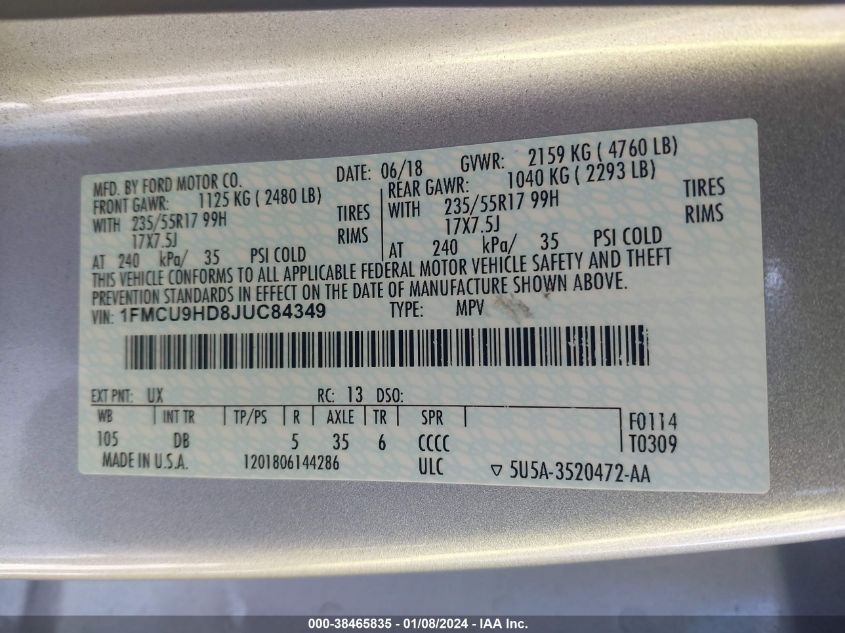 MFD. BY FORD MOTOR CO. DATE: 06/18 GVWR: 2159 KG ( 4760 LB)
FRONT GAWR: 1125 KG ( 2480 LB) REAR GAWR: 1040 KG ( 2293 LB)
WITH 235/55R17 99H TIRES WITH 235/55R17 99H TIRES
17X7.5J RIMS 17X7.5J RIMS
AT 240 kPa/ 35 PSI COLD AT 240 kPa/ 35 PSI COLD
THIS VEHICLE CONFORMS TO ALL APPLICABLE FEDERAL MOTOR VEHICLE SAFETY AND THEFT
PREVENTION STANDARDS IN EFFECT ON THE DATE OF MANUFACTURE SHOWN ABOVE.
VIN: 1FMCU9HD8JUC84349 TYPE: MPV
EXT PNT: UX RC: 13 DSO:
WB INT TR TP/PS R AXLE TR SPR F0114
105 DB 5 35 6 CCCC T0309
MADE IN U.S.A. 1201806144286 ULC ▽ 5U5A-3520472-AA
000-38465835 - 01/08/2024 - IAA Inc.